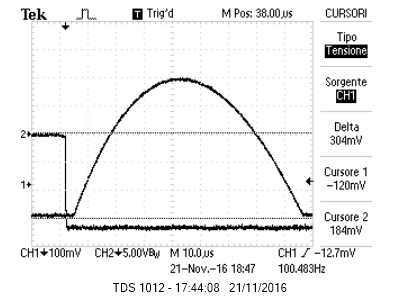 Tek T Trig'd M Pos: 38.00us CURSORI
Tipo
Tensione
Sorgente
CH1
Delta
304mV
Cursore 1
-120mV
Cursore 2
184mV
2
1
CH1 100mV CH2 5.00VBW M 10.0us CH1 / -12.7mV
21-Nov.-16 18:47 100.483Hz
TDS 1012 - 17:44:08 21/11/2016